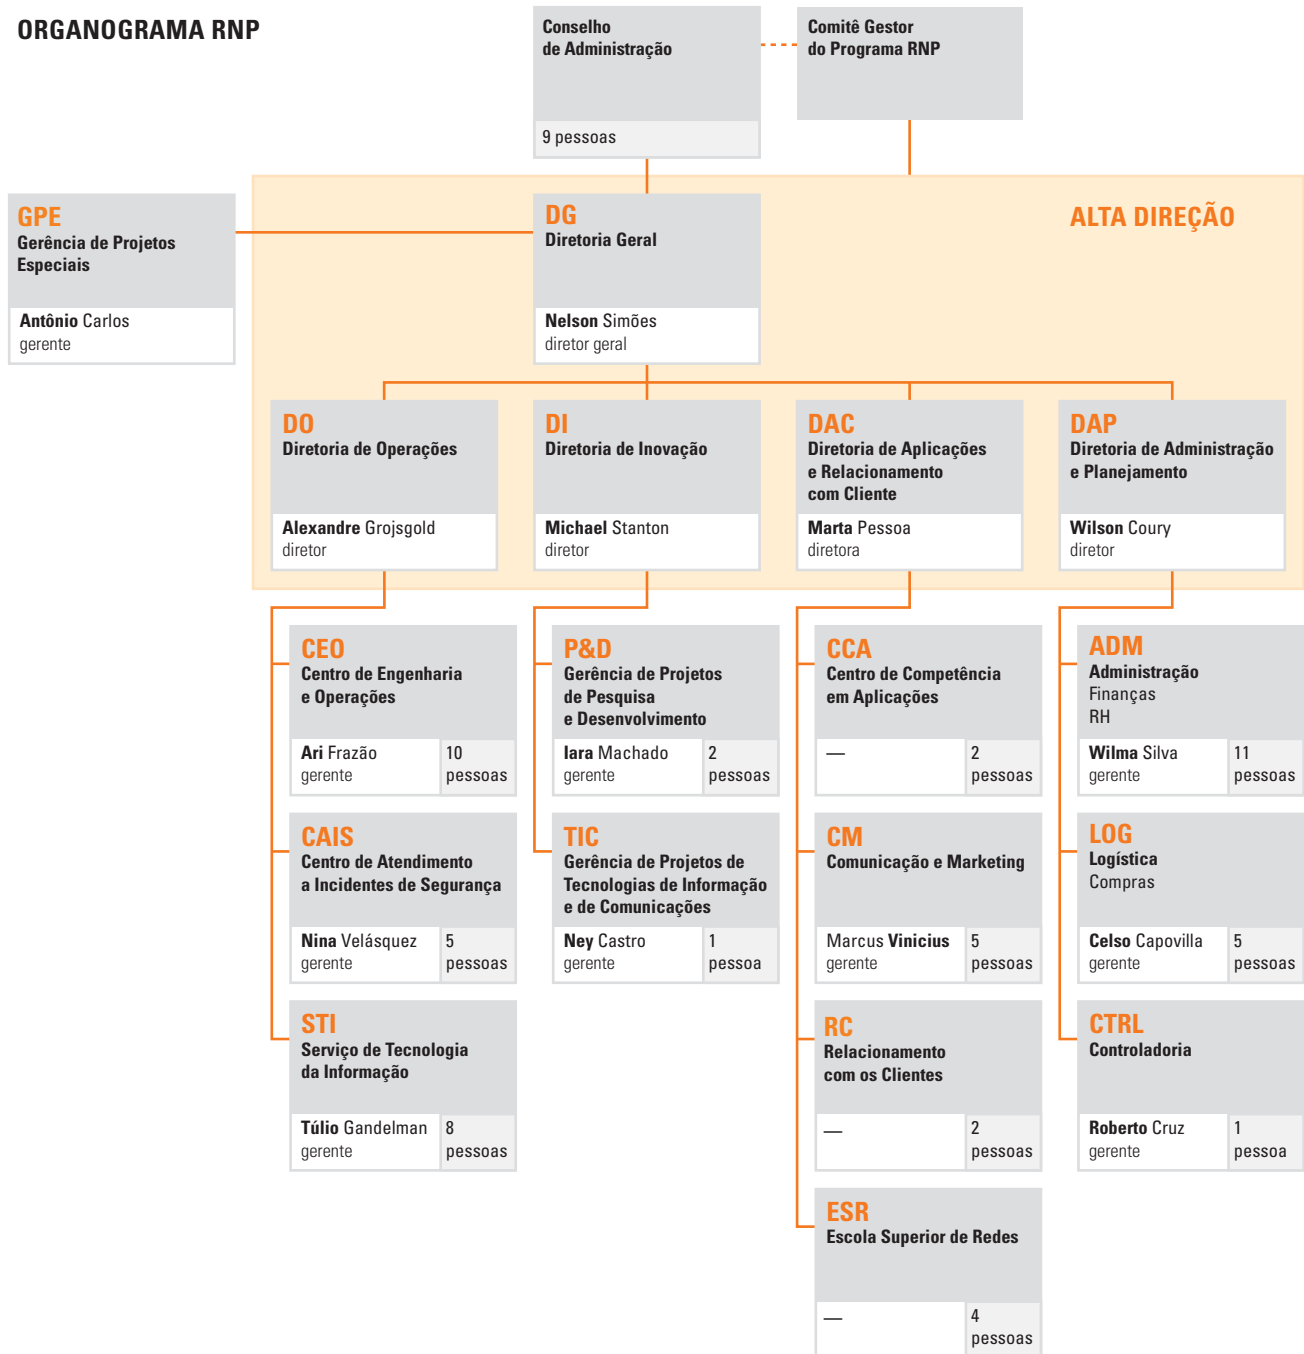 ORGANOGRAMA RNP
Conselho
de Administração
9 pessoas
Comitê Gestor
do Programa RNP
ALTA DIREÇÃO
GPE
Gerência de Projetos
Especiais
Antônio Carlos
gerente
DG
Diretoria Geral
Nelson Simões
diretor geral
DO
Diretoria de Operações
Alexandre Grojsgold
diretor
DI
Diretoria de Inovação
Michael Stanton
diretor
DAC
Diretoria de Aplicações
e Relacionamento
com Cliente
Marta Pessoa
diretora
DAP
Diretoria de Administração
e Planejamento
Wilson Coury
diretor
CEO
Centro de Engenharia
e Operações
Ari Frazão
gerente
10
pessoas
P&D
Gerência de Projetos
de Pesquisa
e Desenvolvimento
Iara Machado
gerente
2
pessoas
CCA
Centro de Competência
em Aplicações
—
2
pessoas
ADM
Administração
Finanças
RH
Wilma Silva
gerente
11
pessoas
CAIS
Centro de Atendimento
a Incidentes de Segurança
Nina Velásquez
gerente
5
pessoas
TIC
Gerência de Projetos de
Tecnologias de Informação
e de Comunicações
Ney Castro
gerente
1
pessoa
CM
Comunicação e Marketing
Marcus Vinicius
gerente
5
pessoas
LOG
Logística
Compras
Celso Capovilla
gerente
5
pessoas
STI
Serviço de Tecnologia
da Informação
Túlio Gandelman
gerente
8
pessoas
RC
Relacionamento
com os Clientes
—
2
pessoas
CTRL
Controladoria
Roberto Cruz
gerente
1
pessoa
ESR
Escola Superior de Redes
—
4
pessoas